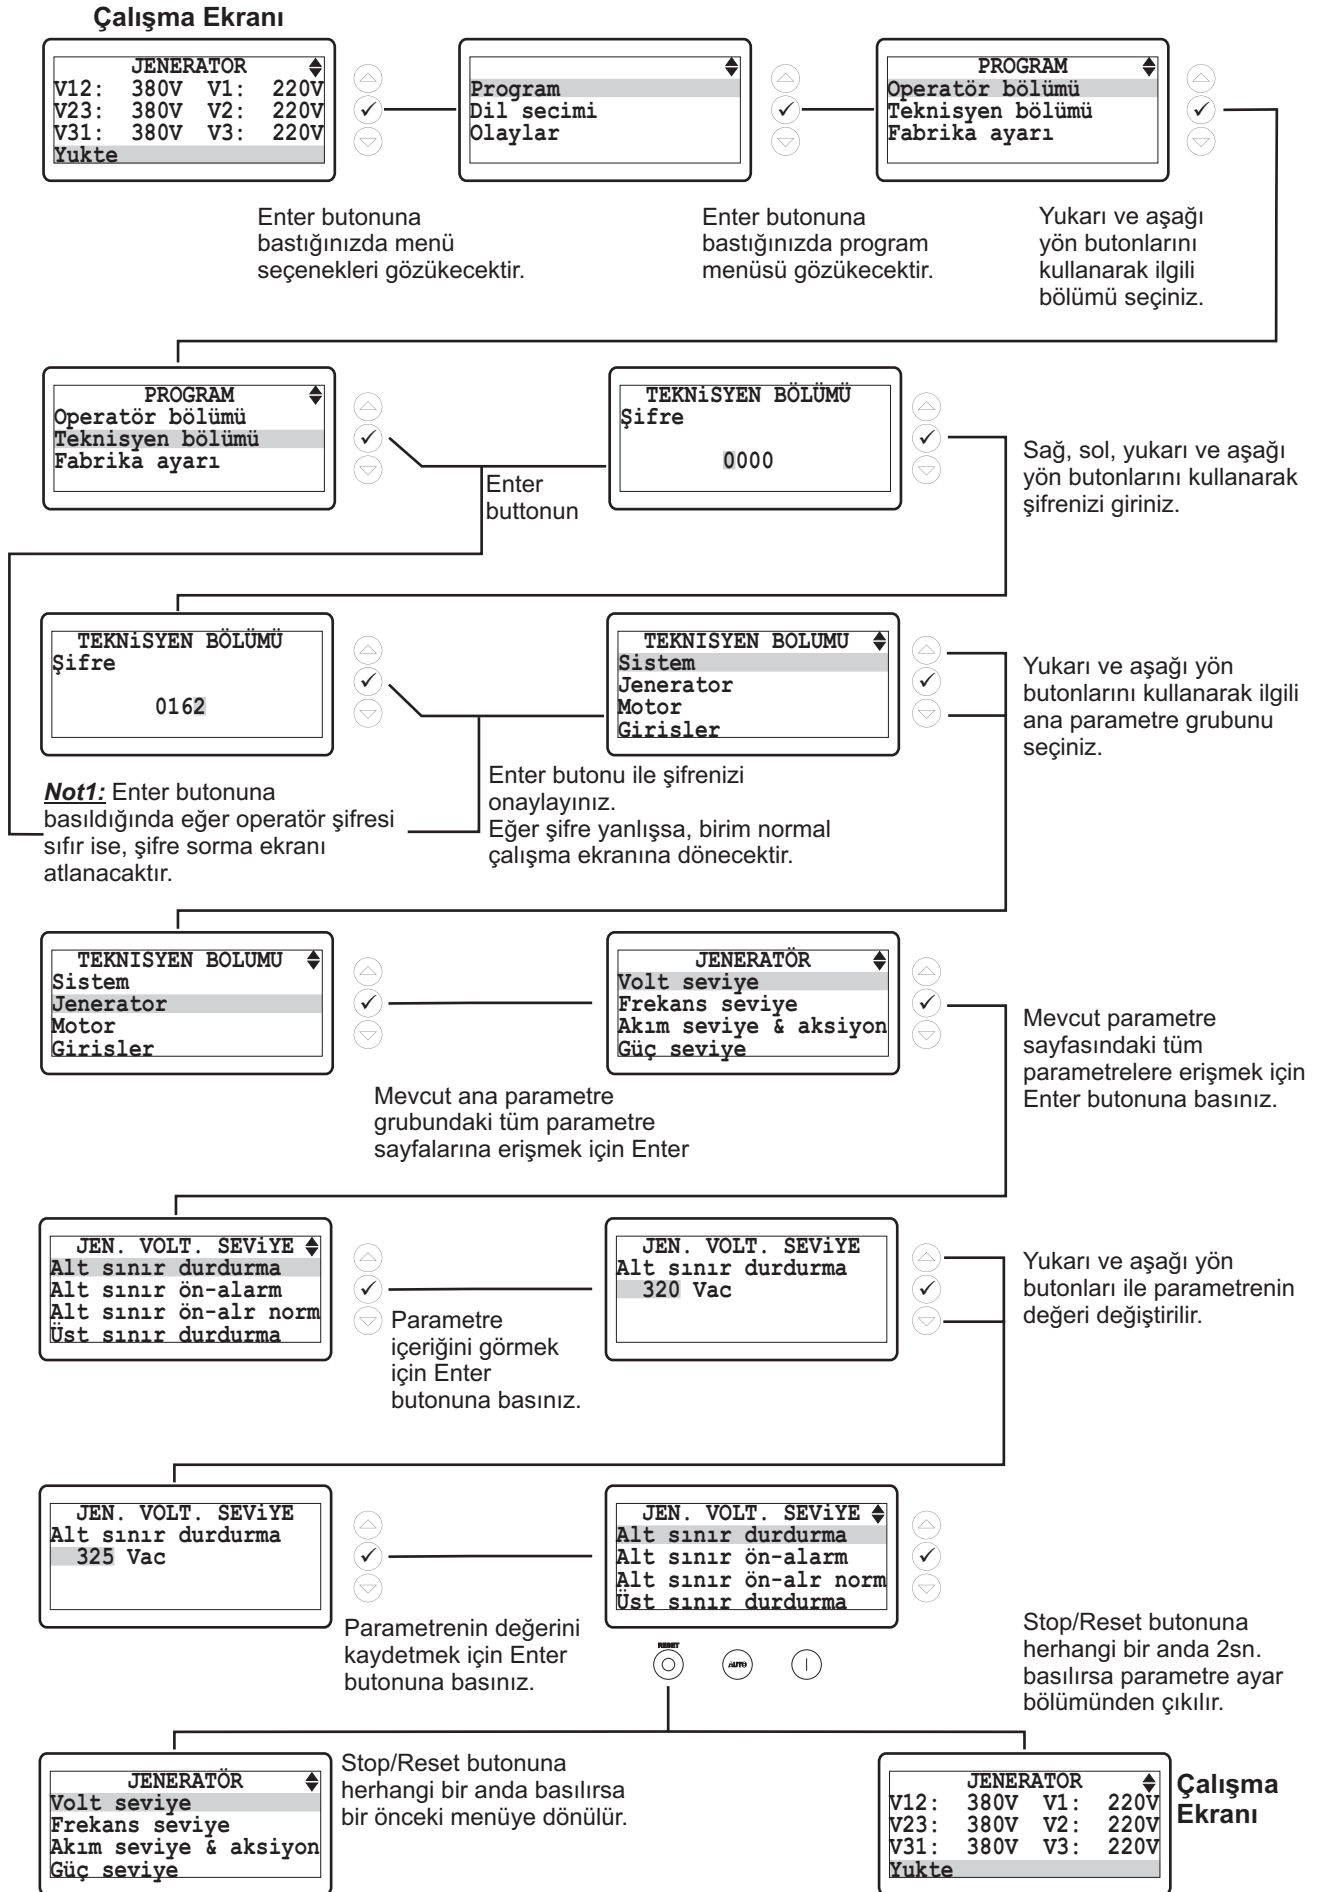 Çalışma Ekranı
JENERATOR
V12: 380V V1: 220V
V23: 380V V2: 220V
V31: 380V V3: 220V
Yukte
Program
Dil secimi
Olaylar
PROGRAM
Operatör bölümü
Teknisyen bölümü
Fabrika ayarı
Enter butonuna
bastığınızda menü
seçenekleri gözükecektir.
Enter butonuna
bastığınızda program
menüsü gözükecektir.
Yukarı ve aşağı
yön butonlarını
kullanarak ilgili
bölümü seçiniz.
PROGRAM
Operatör bölümü
Teknisyen bölümü
Fabrika ayarı
Enter
buttonun
TEKNiSYEN BÖLÜMÜ
Şifre
0000
Sağ, sol, yukarı ve aşağı
yön butonlarını kullanarak
şifrenizi giriniz.
TEKNiSYEN BÖLÜMÜ
Şifre
0162
TEKNISYEN BOLUMU
Sistem
Jenerator
Motor
Girisler
Yukarı ve aşağı yön
butonlarını kullanarak ilgili
ana parametre grubunu
seçiniz.
Not1: Enter butonuna
basıldığında eğer operatör şifresi
sıfır ise, şifre sorma ekranı
atlanacaktır.
Enter butonu ile şifrenizi
onaylayınız.
Eğer şifre yanlışsa, birim normal
çalışma ekranına dönecektir.
TEKNISYEN BOLUMU
Sistem
Jenerator
Motor
Girisler
JENERATÖR
Volt seviye
Frekans seviye
Akım seviye & aksiyon
Güç seviye
Mevcut parametre
sayfasındaki tüm
parametrelere erişmek için
Enter butonuna basınız.
Mevcut ana parametre
grubundaki tüm parametre
sayfalarına erişmek için Enter
JEN. VOLT. SEViYE
Alt sınır durdurma
Alt sınır ön-alarm
Alt sınır ön-alr norm
Üst sınır durdurma
Parametre
içeriğini görmek
için Enter
butonuna basınız.
JEN. VOLT. SEViYE
Alt sınır durdurma
320 Vac
Yukarı ve aşağı yön
butonları ile parametrenin
değeri değiştirilir.
JEN. VOLT. SEViYE
Alt sınır durdurma
325 Vac
JEN. VOLT. SEViYE
Alt sınır durdurma
Alt sınır ön-alarm
Alt sınır ön-alr norm
Üst sınır durdurma
Parametrenin değerini
kaydetmek için Enter
butonuna basınız.
RESET
AUTO
Stop/Reset butonuna
herhangi bir anda 2sn.
basılırsa parametre ayar
bölümünden çıkılır.
JENERATÖR
Volt seviye
Frekans seviye
Akım seviye & aksiyon
Güç seviye
Stop/Reset butonuna
herhangi bir anda basılırsa
bir önceki menüye dönülür.
JENERATOR
V12: 380V V1: 220V
V23: 380V V2: 220V
V31: 380V V3: 220V
Yukte
Çalışma
Ekranı